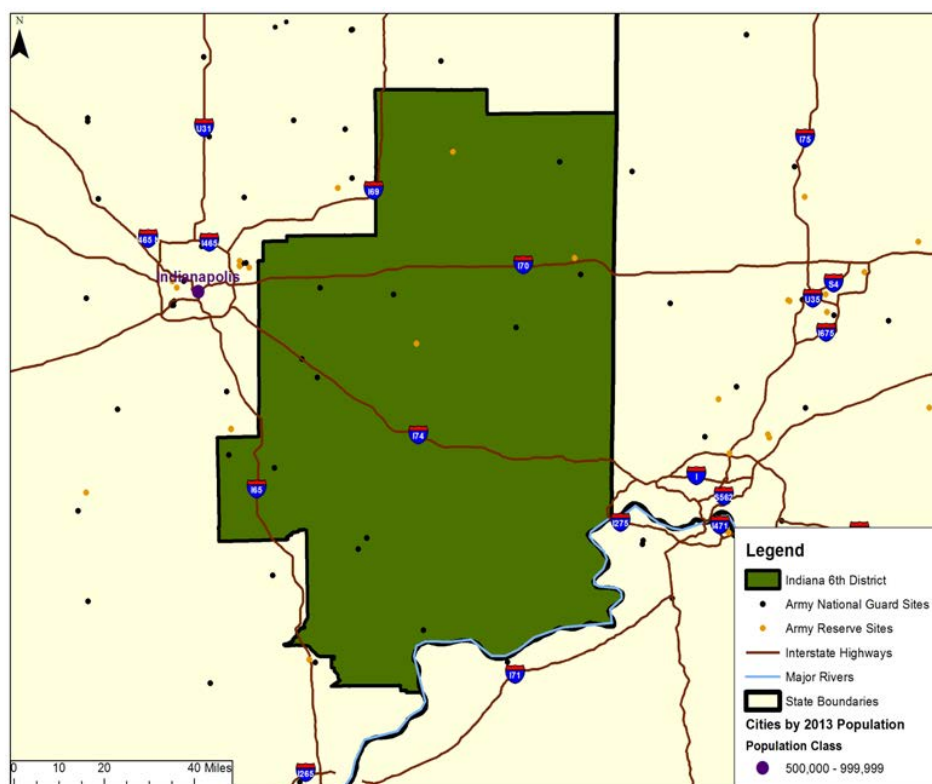 N
U31
I75
I69
465
I465
I70
Indianapolis
S4
U35
I675
I74
I65
I
S562
I275
I471
I71
U265
0 10 20 40 Miles
Legend
Indiana 6th District
Army National Guard Sites
Army Reserve Sites
Interstate Highways
Major Rivers
State Boundaries
Cities by 2013 Population
Population Class
500,000 - 999,999